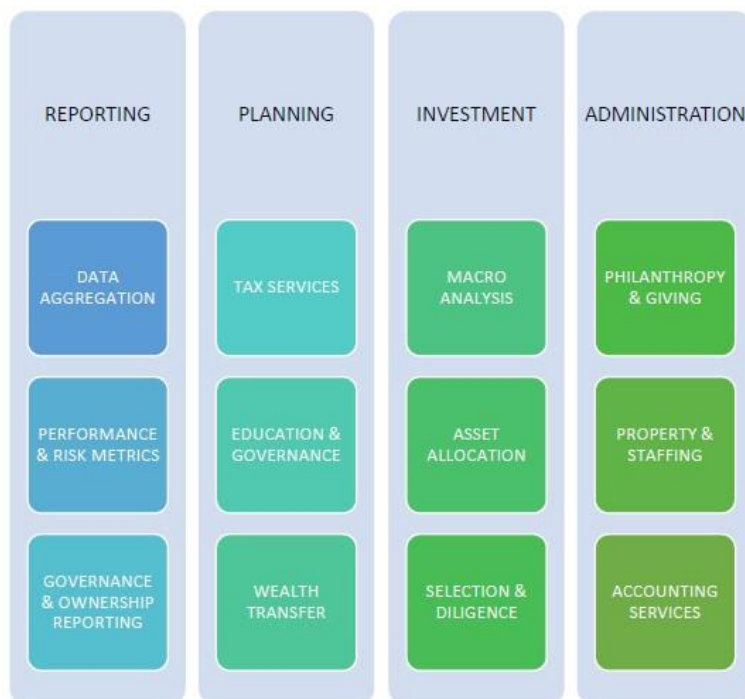 REPORTING
DATA
AGGREGATION
PERFORMANCE
& RISK METRICS
GOVERNANCE
& OWNERSHIP
REPORTING
PLANNING
TAX SERVICES
EDUCATION &
GOVERNANCE
WEALTH
TRANSFER
INVESTMENT
MACRO
ANALYSIS
ASSET
ALLOCATION
SELECTION &
DILIGENCE
ADMINISTRATION
PHILANTHROPY
& GIVING
PROPERTY &
STAFFING
ACCOUNTING
SERVICES